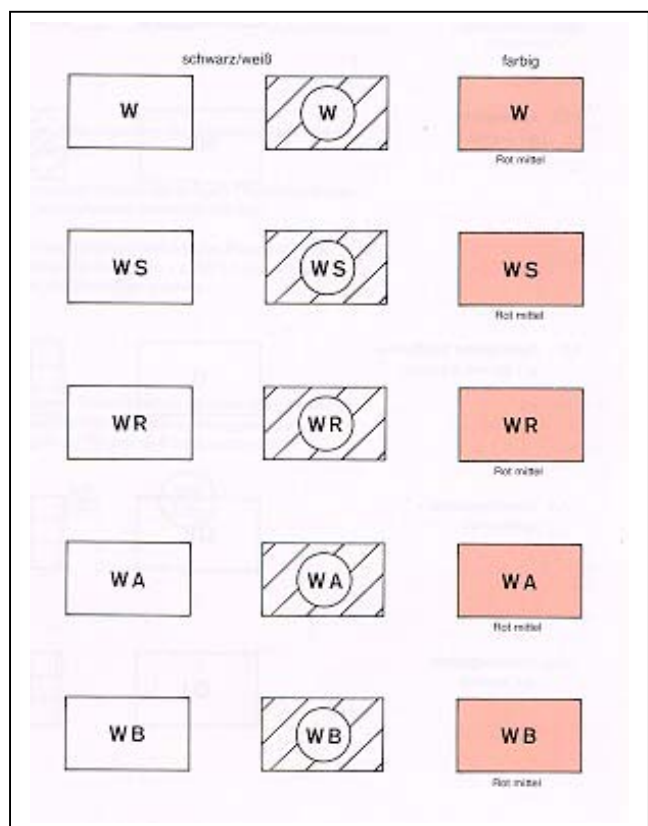 schwarz/weiß farbig
W W W
Rot mittel
WS WS WS
Rot mittel
WR WR WR
Rot mittel
WA WA WA
Rot mittel
WB WB WB
Rot mittel